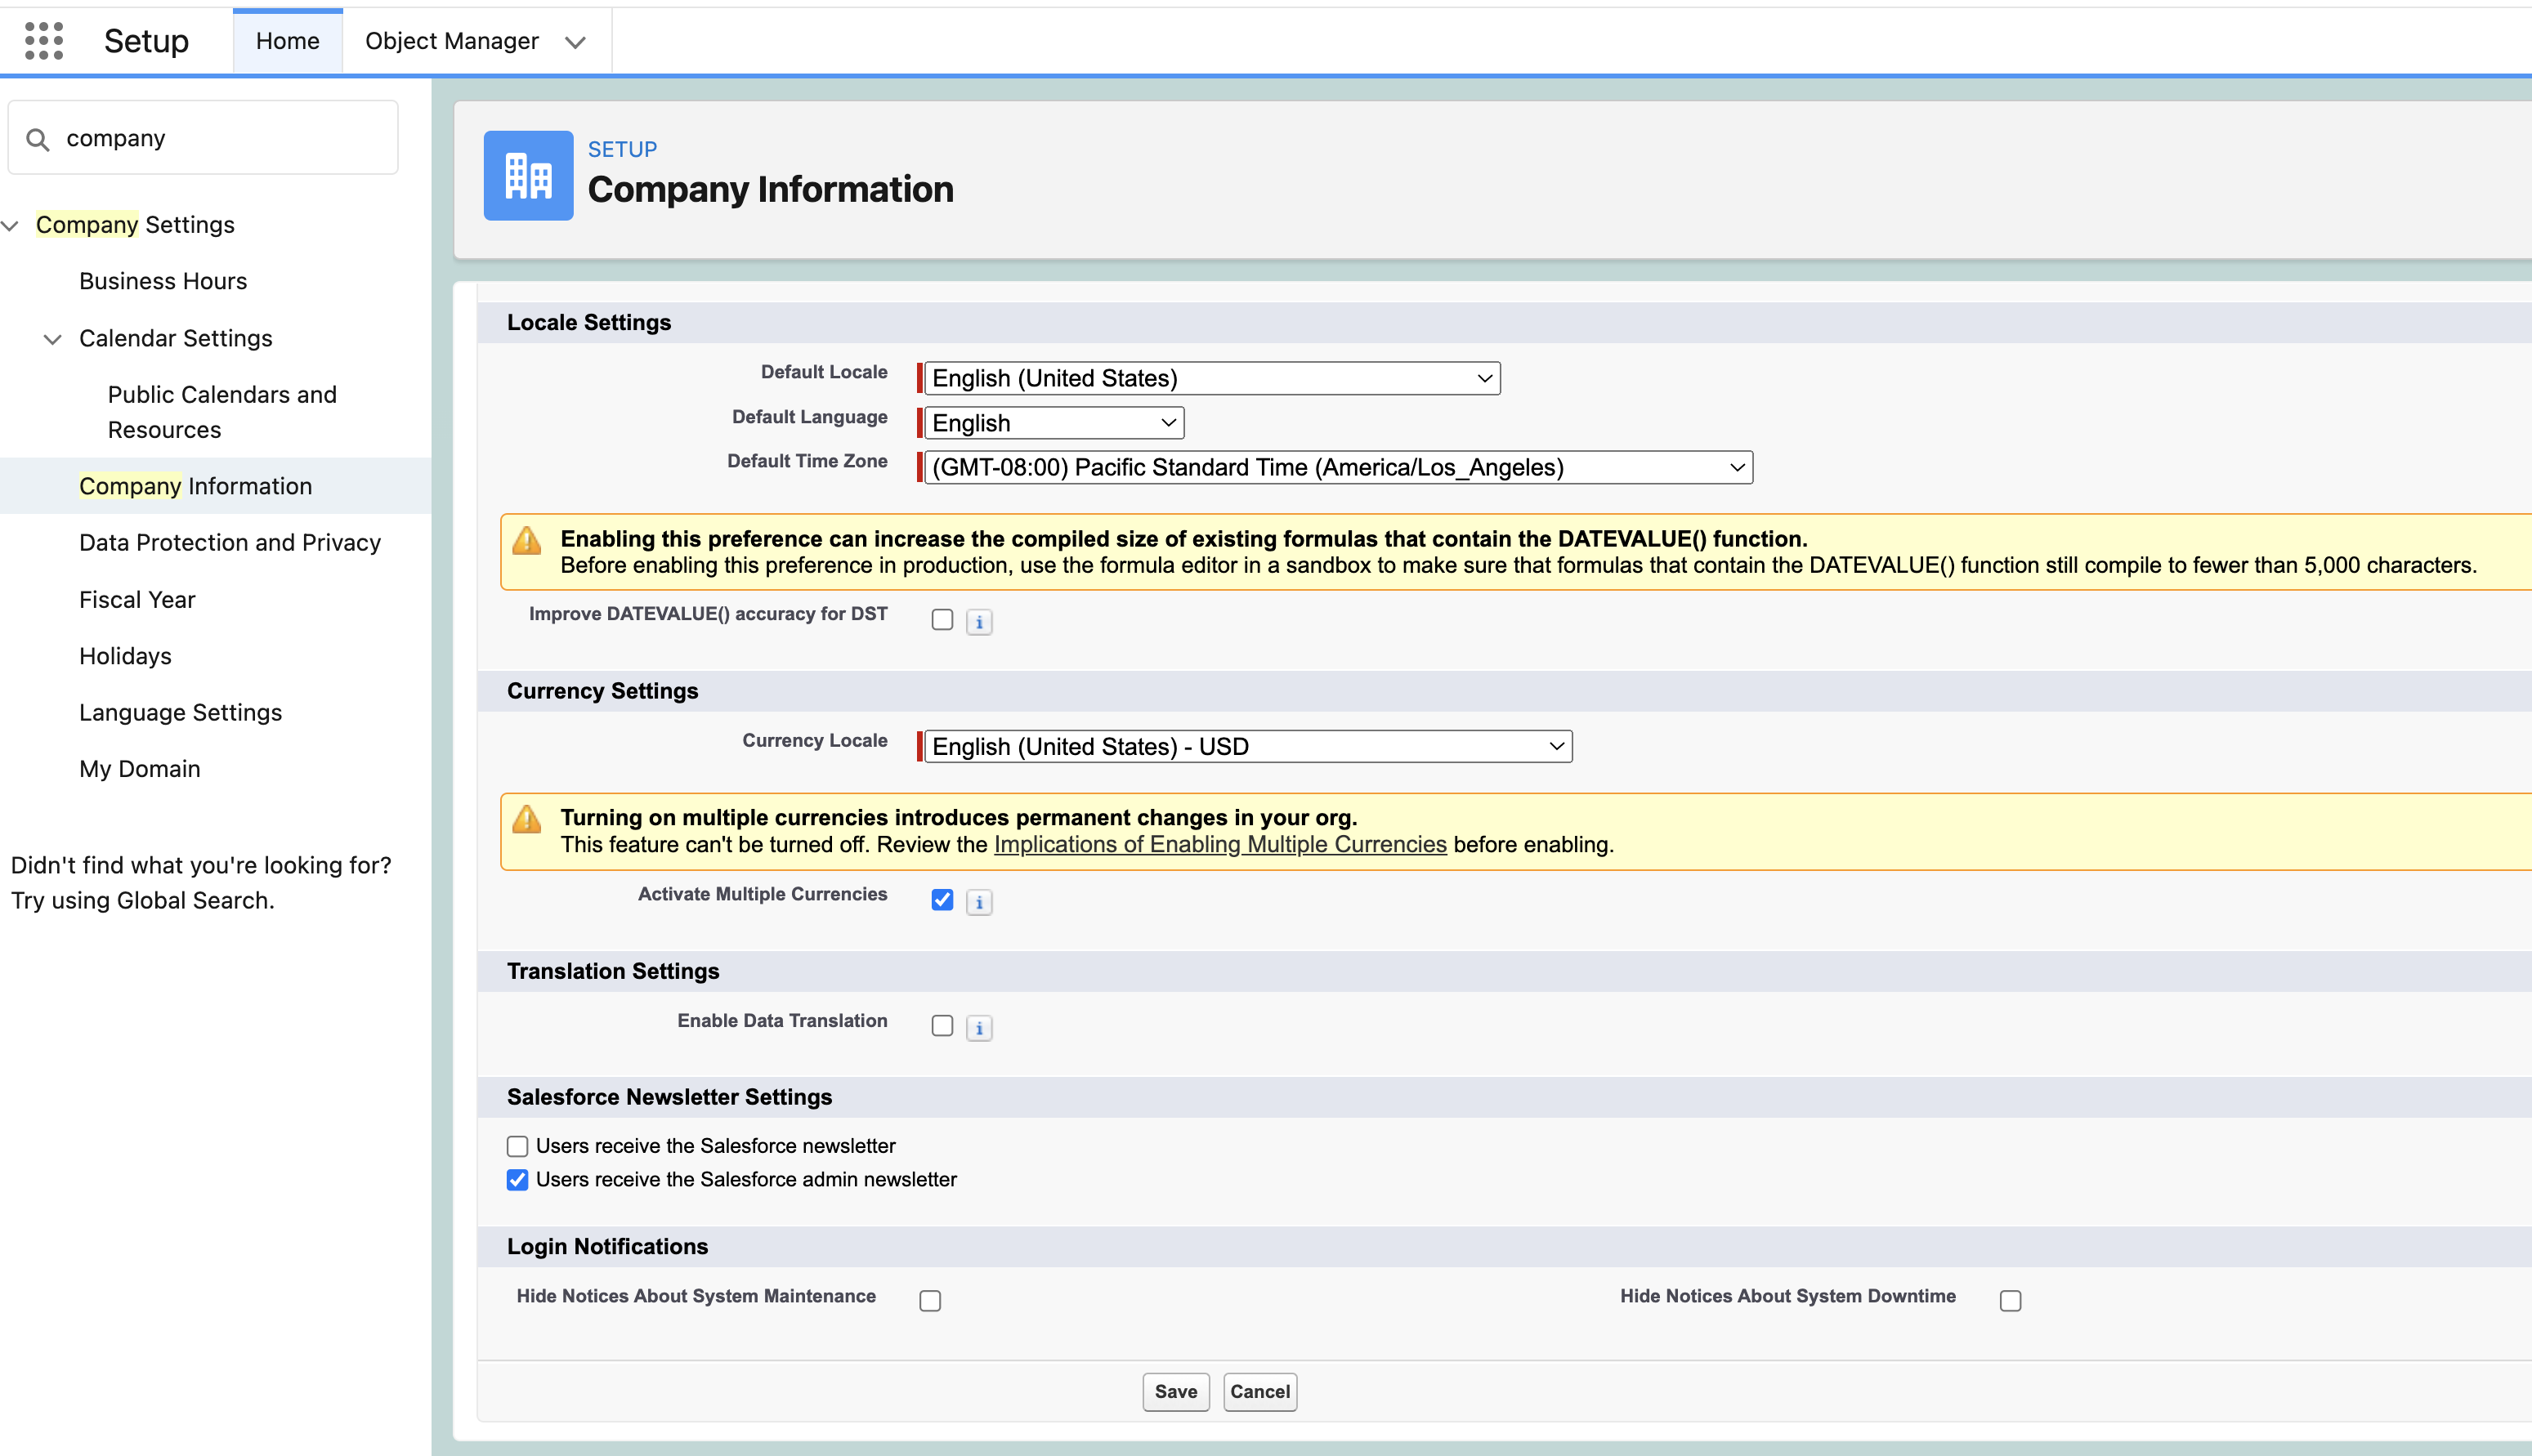 Setup
Home
Object Manager
company
Company Settings
Business Hours
Calendar Settings
Public Calendars and
Resources
Company Information
Data Protection and Privacy
Fiscal Year
Holidays
Language Settings
My Domain
Didn't find what you're looking for?
Try using Global Search.
SETUP
Company Information
Locale Settings
Default Locale English (United States)
Default Language English
Default Time Zone (GMT-08:00) Pacific Standard Time (America/Los_Angeles)
Enabling this preference can increase the compiled size of existing formulas that contain the DATEVALUE() function.
Before enabling this preference in production, use the formula editor in a sandbox to make sure that formulas that contain the DATEVALUE() function still compile to fewer than 5,000 characters.
Improve DATEVALUE() accuracy for DST i
Currency Settings
Currency Locale English (United States) - USD
Turning on multiple currencies introduces permanent changes in your org.
This feature can't be turned off. Review the Implications of Enabling Multiple Currencies before enabling.
Activate Multiple Currencies i
Translation Settings
Enable Data Translation i
Salesforce Newsletter Settings
Users receive the Salesforce newsletter
Users receive the Salesforce admin newsletter
Login Notifications
Hide Notices About System Maintenance Hide Notices About System Downtime
Save Cancel